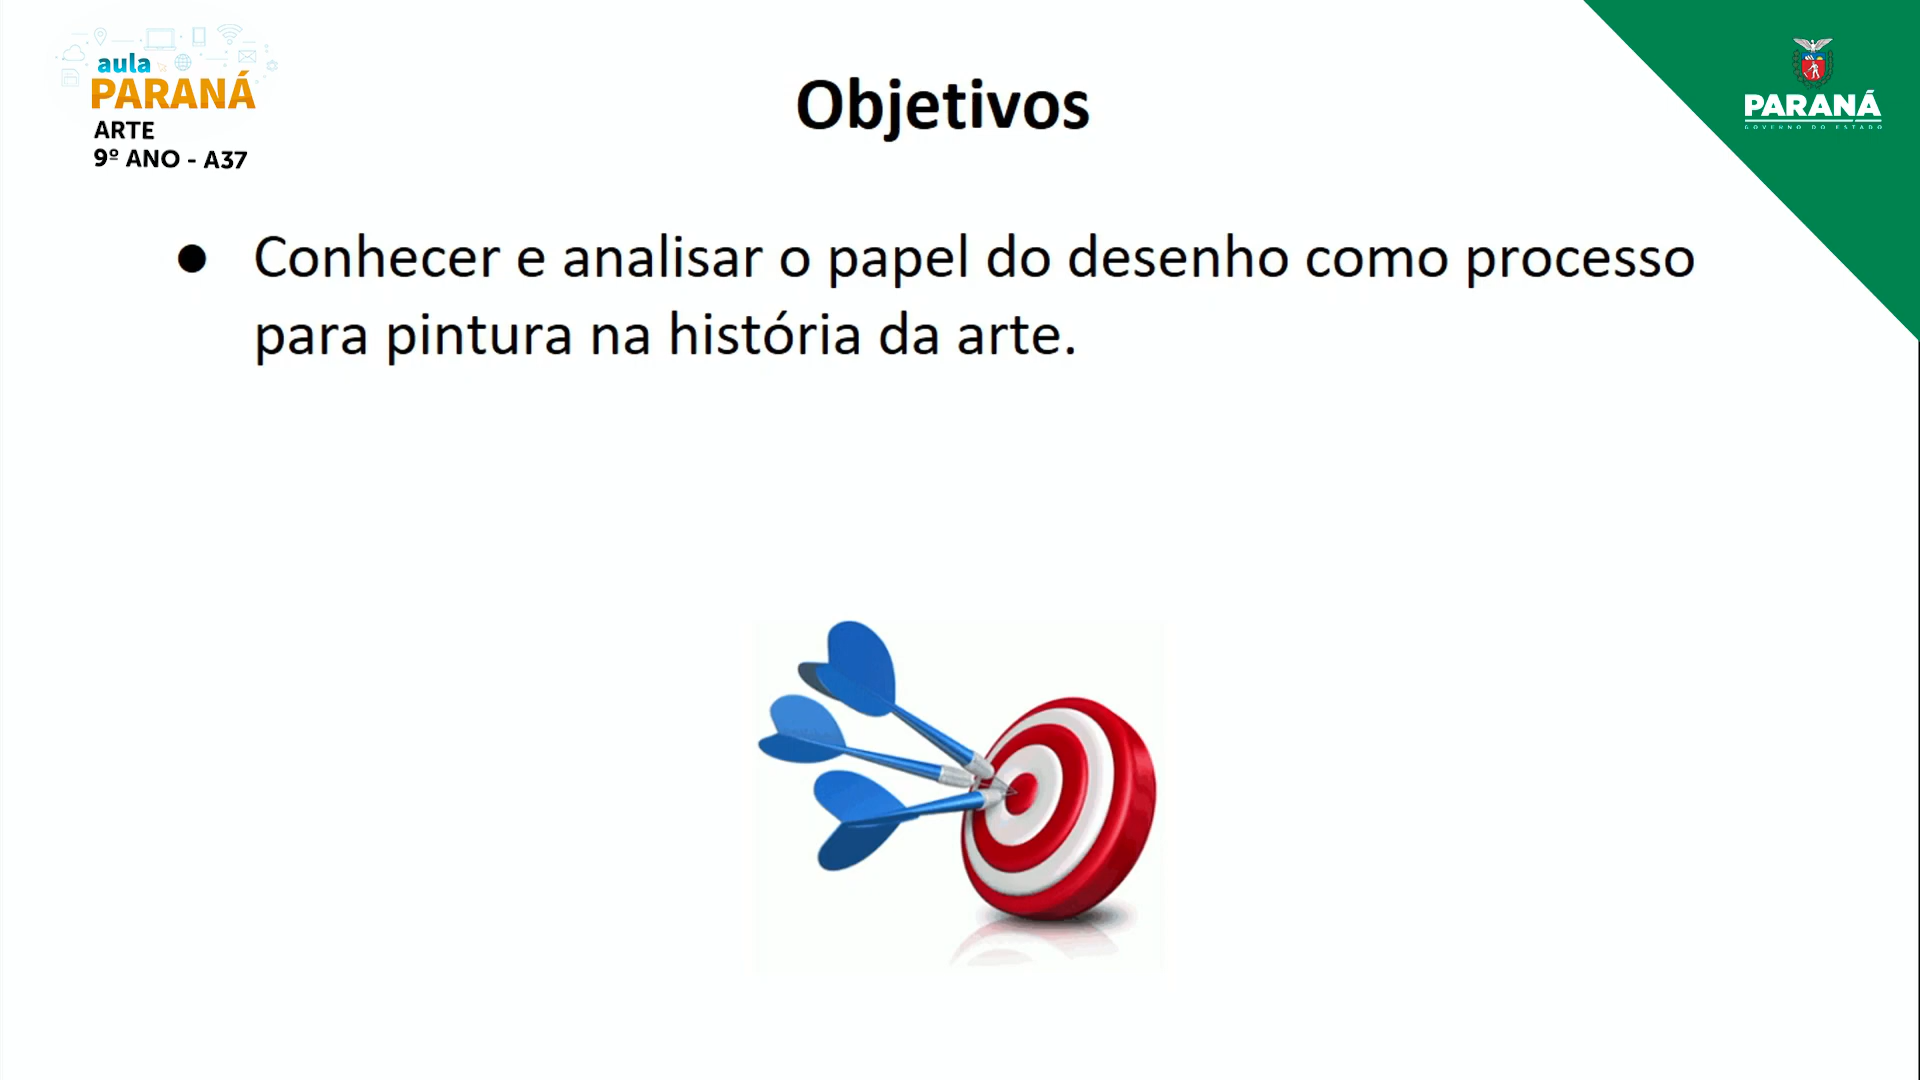 aula
PARANÁ
ARTE
9º ANO - A37
Objetivos
PARANÁ
GOVERNO DO ESTADO
● Conhecer e analisar o papel do desenho como processo
para pintura na história da arte.